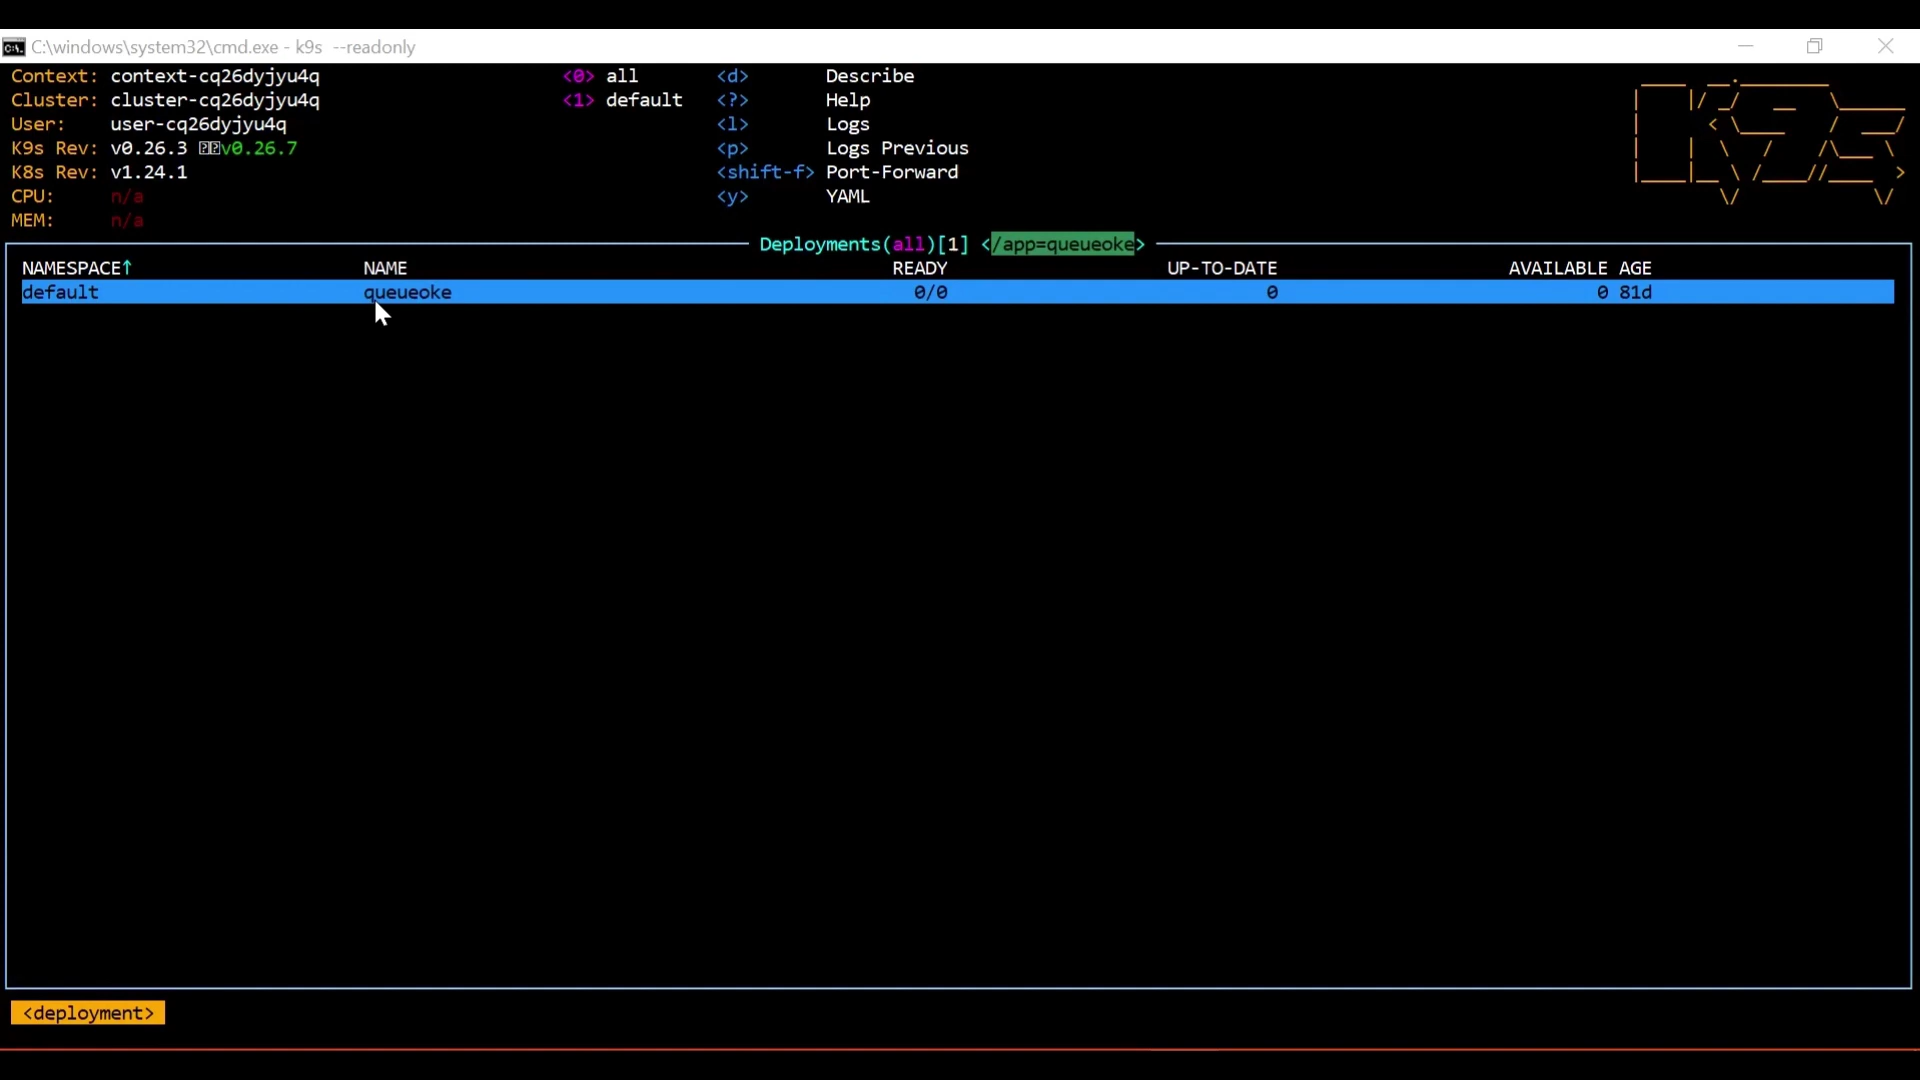 C:\windows\system32\cmd.exe - k9s --readonly
Context: context-cq26dyjyu4q <0> all <d> Describe
Cluster: cluster-cq26dyjyu4q <1> default <?> Help
User: user-cq26dyjyu4q <l> Logs
K9s Rev: v0.26.3 v0.26.7 <p> Logs Previous
K8s Rev: v1.24.1 <shift-f> Port-Forward
CPU: n/a <y> YAML
MEM: n/a
K9s
Deployments(all)[1] </app=queueoke>
NAMESPACE↑ NAME READY UP-TO-DATE AVAILABLE AGE
default queueoke 0/0 0 0 81d
<deployment>